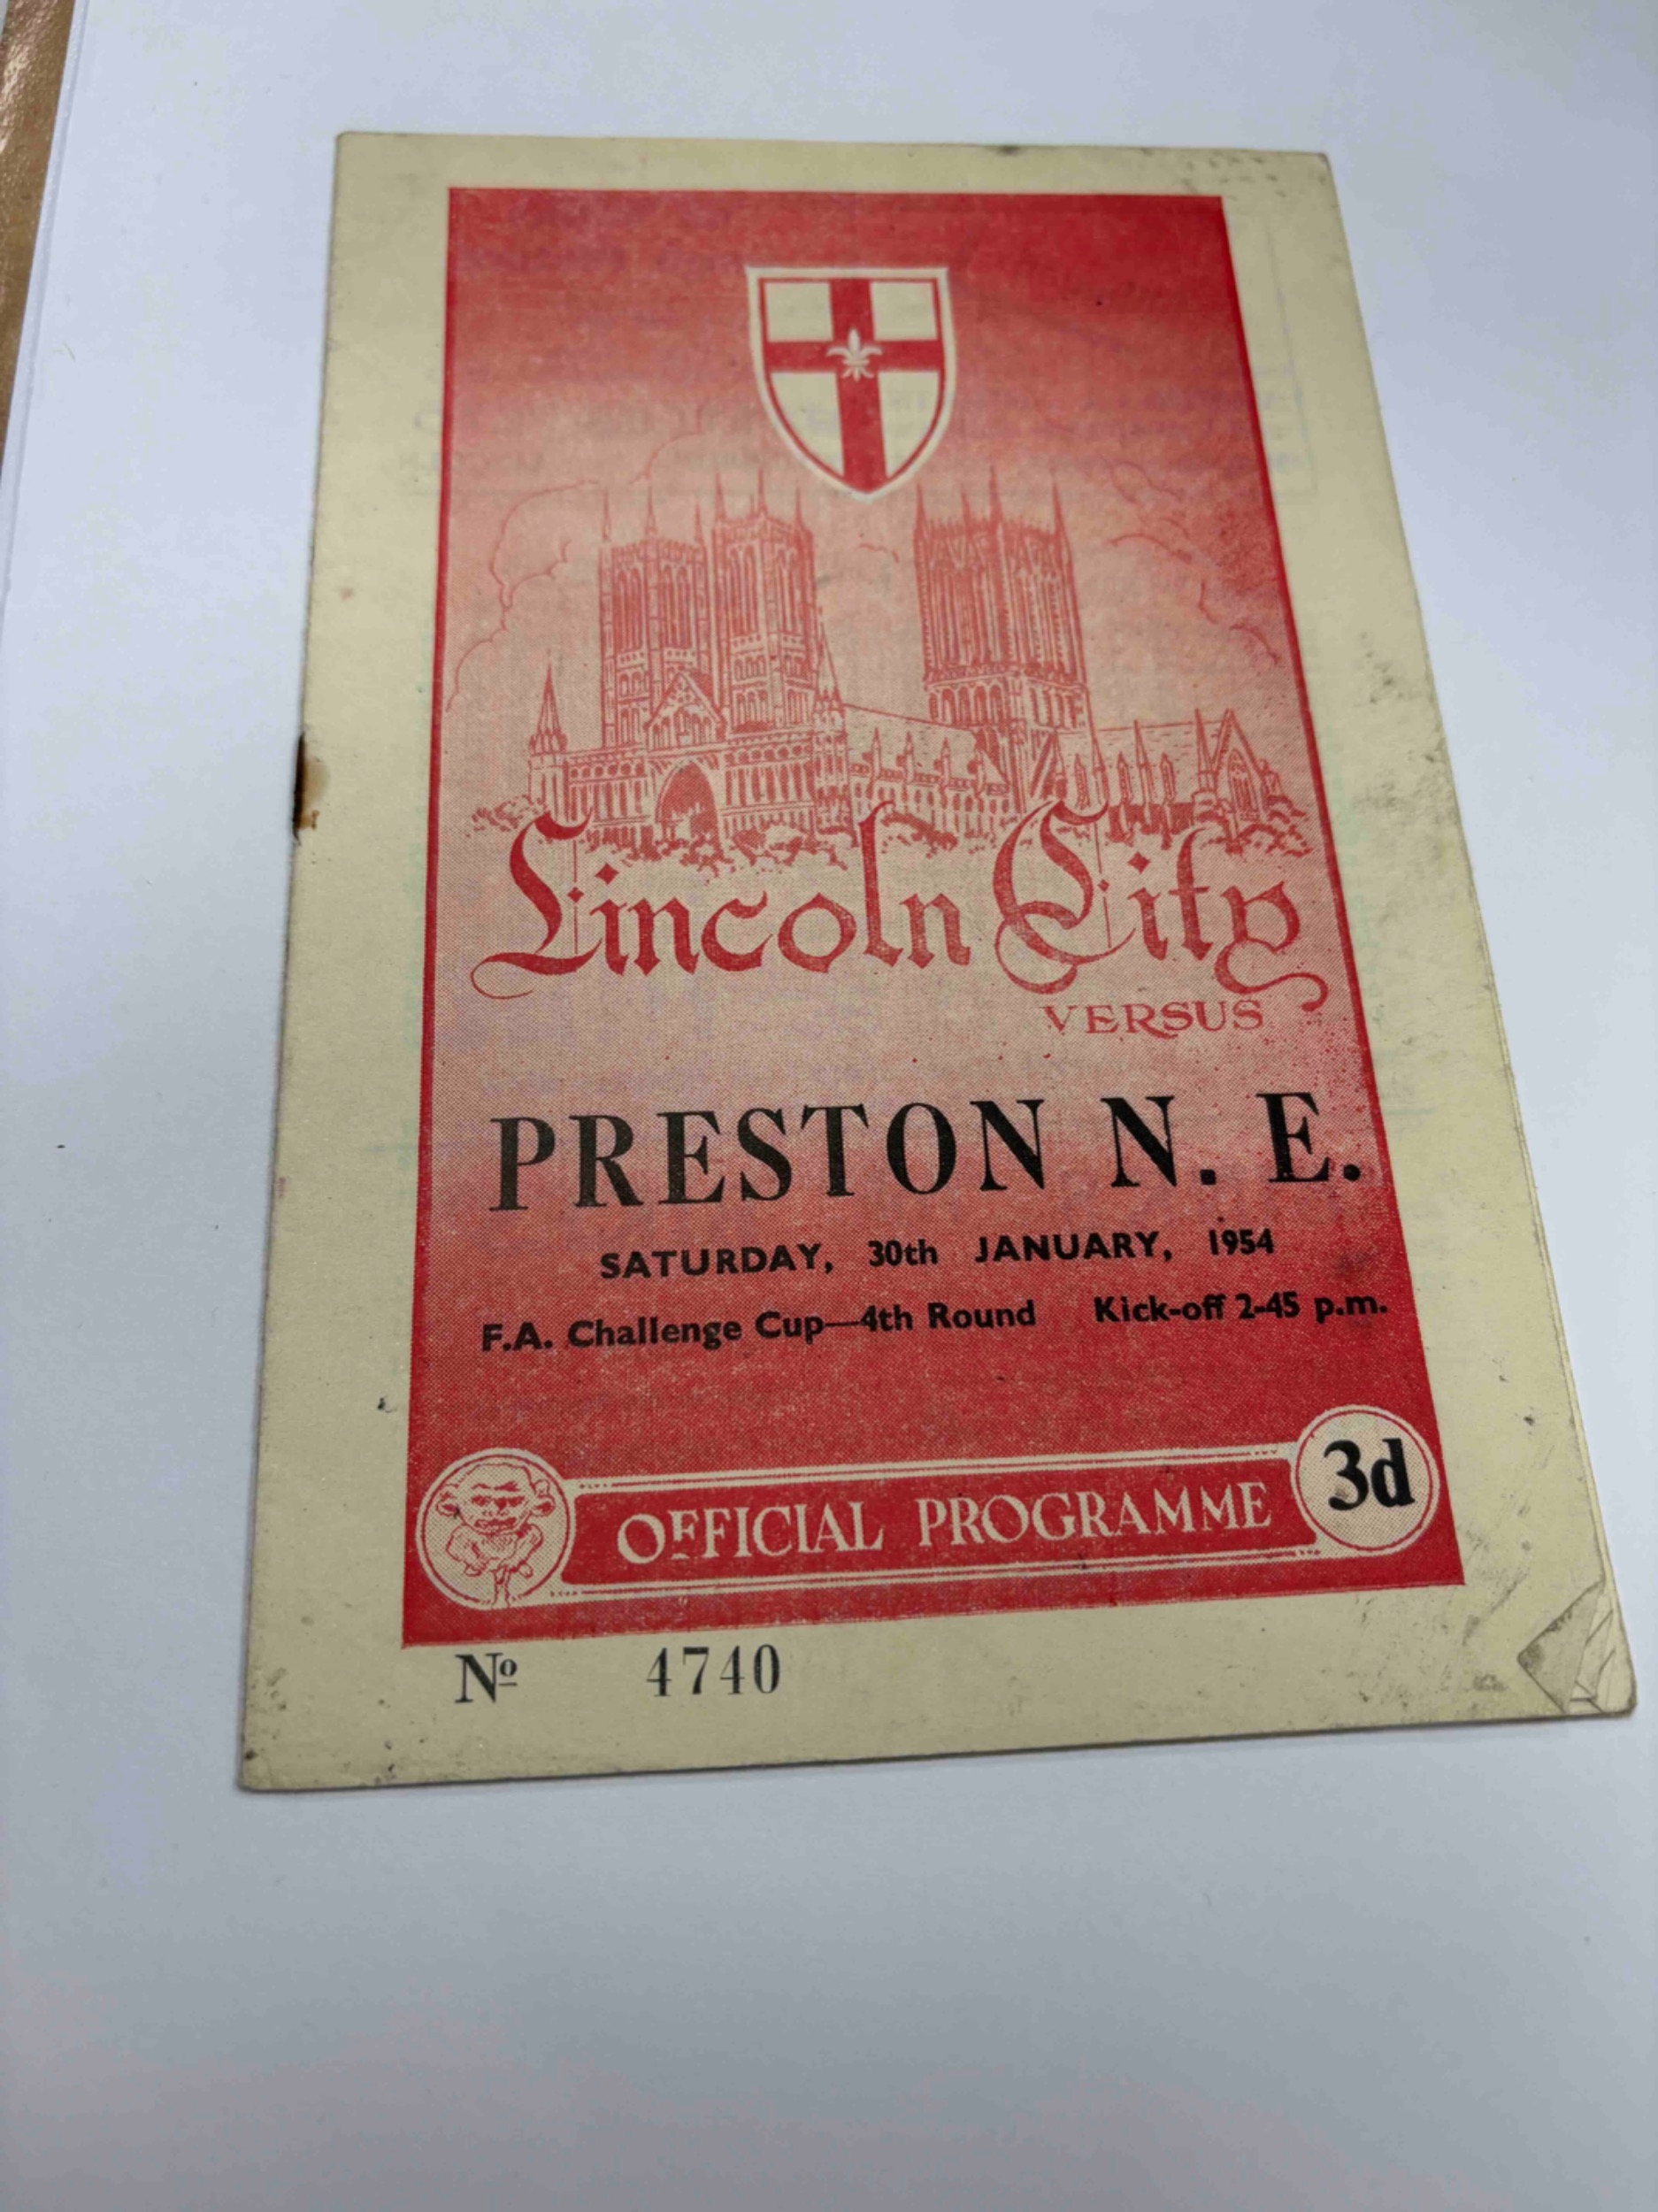 Lincoln City
VERSUS
PRESTON N. E.
SATURDAY, 30th JANUARY, 1954
F.A. Challenge Cup—4th Round Kick-off 2-45 p.m.
OFFICIAL PROGRAMME 3d
Nº 4740